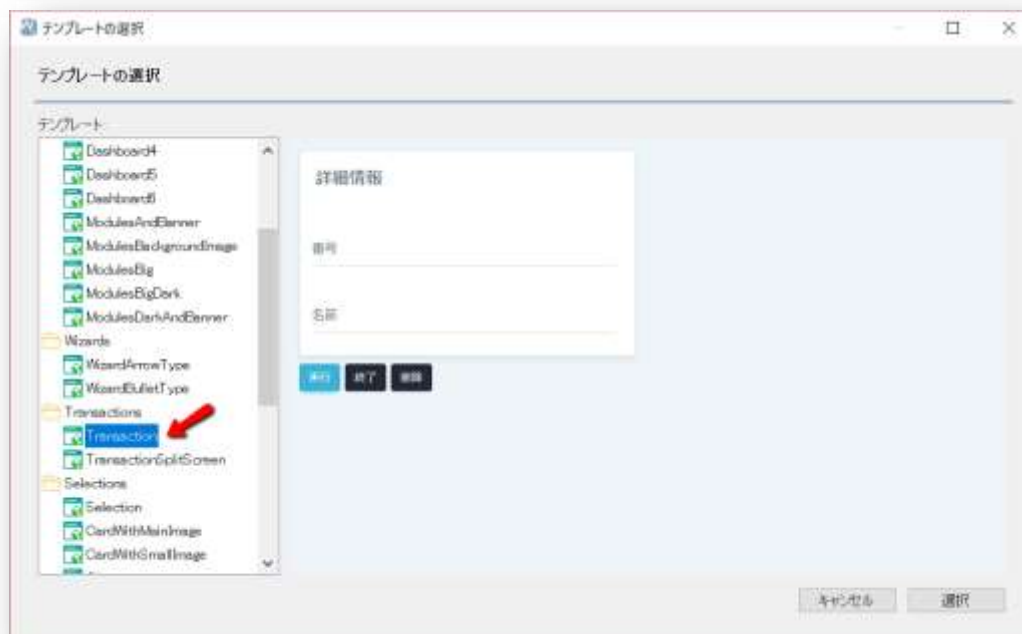 テンプレートの選択
テンプレートの選択
テンプレート
Dashboard4
Dashboard5
Dashboard6
ModulesAndBanner
ModulesBackgroundImage
ModulesBig
ModulesBigDark
ModulesDarkAndBanner
Wizards
WizardArrowType
WizardBulletType
Transactions
Transaction
TransactionSplitScreen
Selections
Selection
CardWithMainImage
CardWithSmallImage
詳細情報
番号
名前
実行 終了 削除
キャンセル 選択